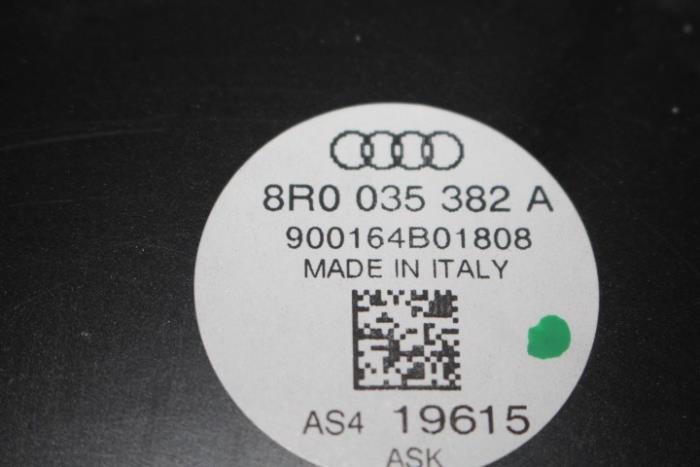 8R0 035 382 A
900164B01808
MADE IN ITALY
AS4 19615
ASK